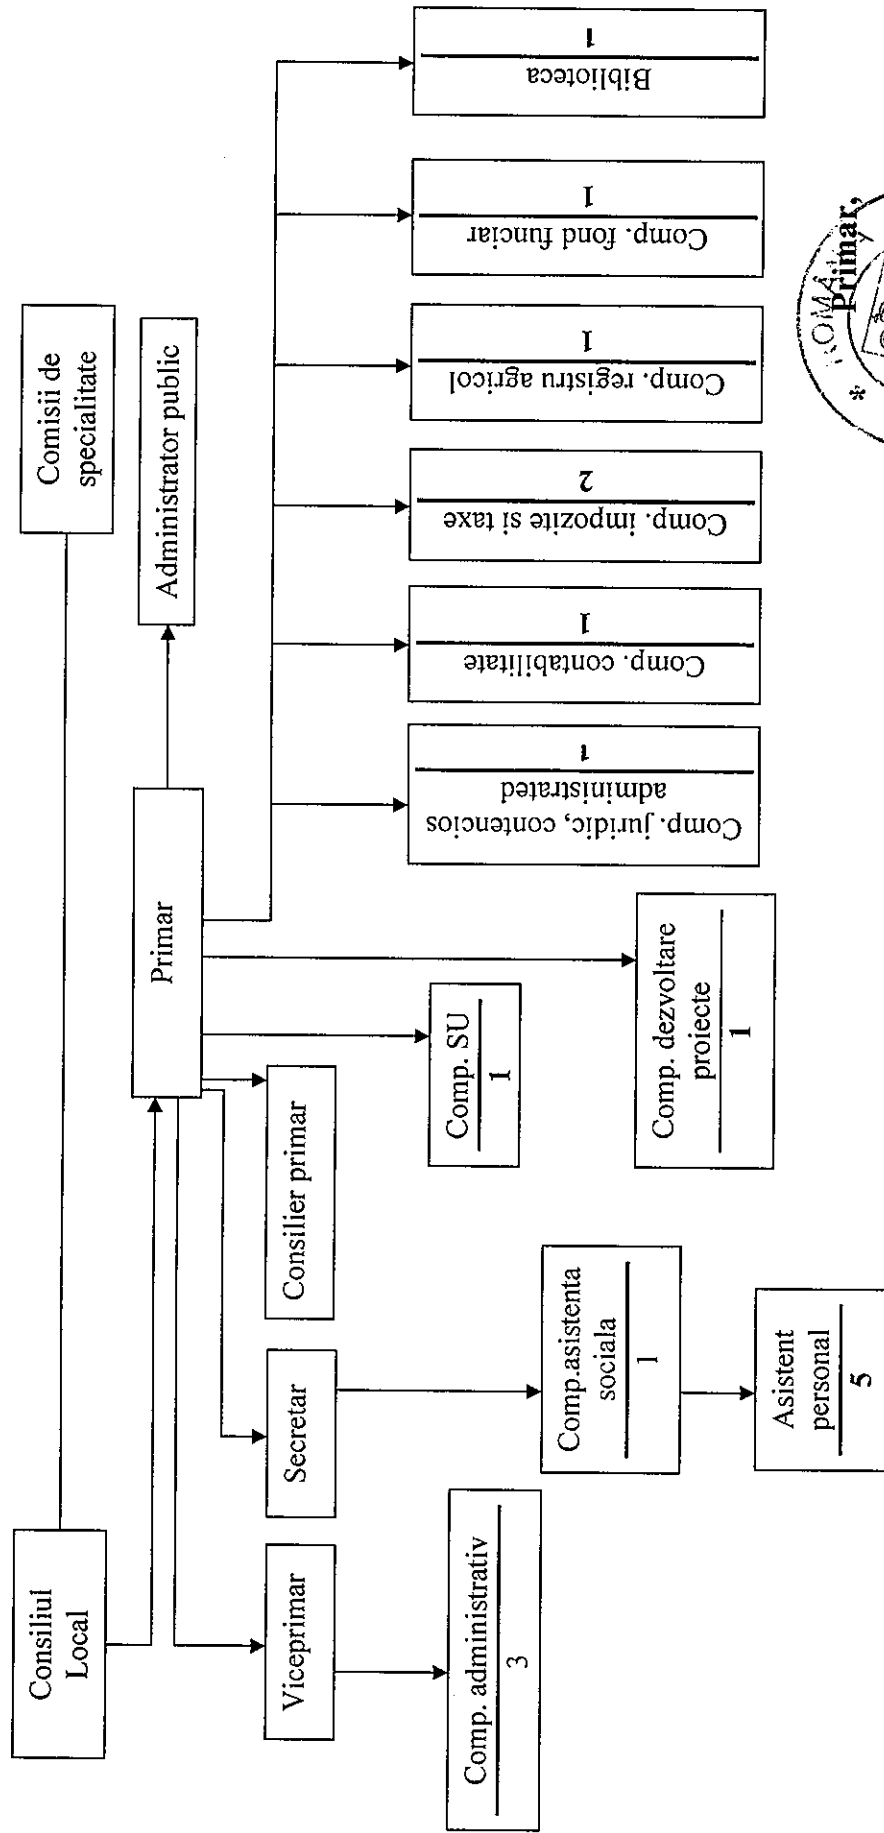 Consiliul
Local
Comisii de
specialitate
Primar
Administrator public
Viceprimar
Secretar
Consilier primar
Comp. administrativ
3
Comp.asistenta
sociala
1
Asistent
personal
5
Comp. SU
1
Comp. dezvoltare
proiecte
1
Comp. juridic, contencios
administrated
1
Comp. contabilitate
1
Comp. impozite si taxe
2
Comp. registru agricol
1
Comp. fond funciar
1
Biblioteca
1
Primar,